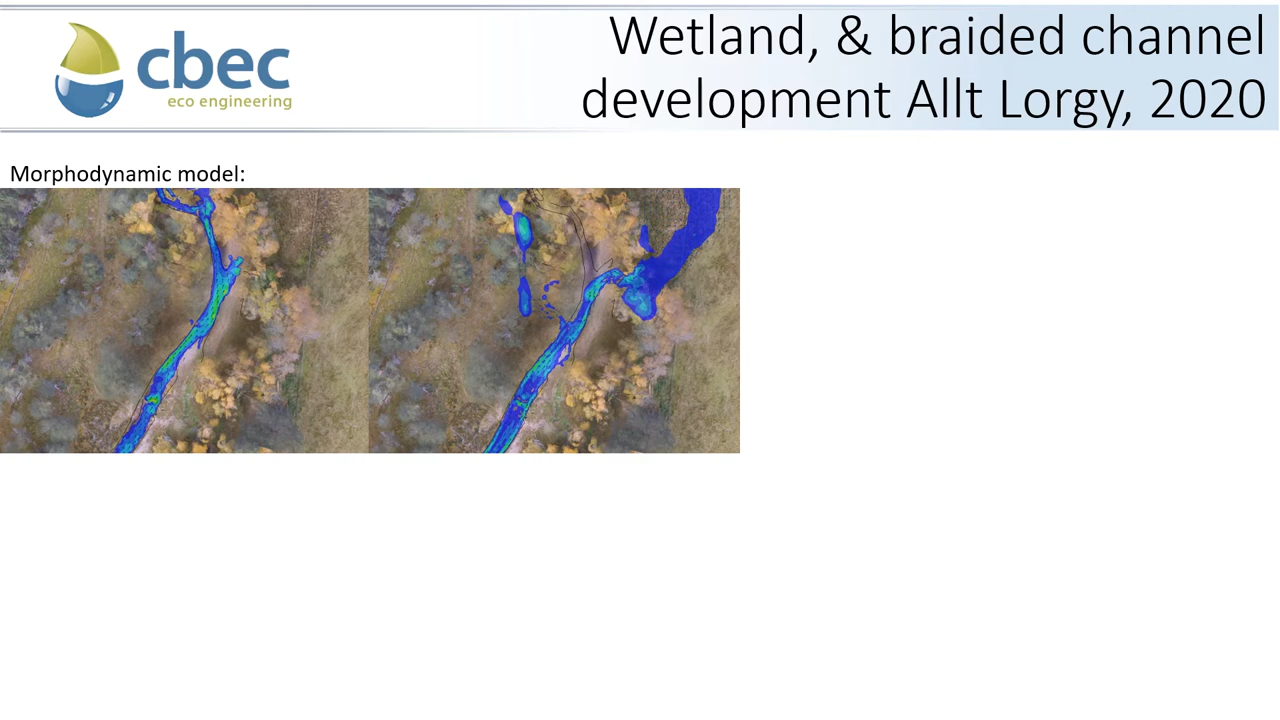 cbec
eco engineering
Wetland, & braided channel
development Allt Lorgy, 2020
Morphodynamic model: